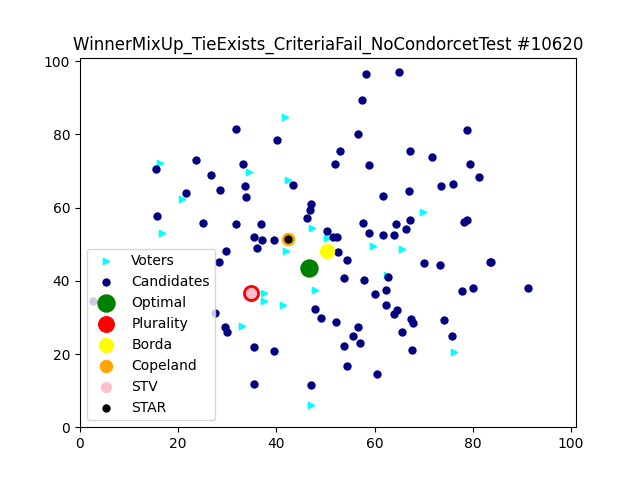 WinnerMixUp_TieExists_CriteriaFail_NoCondorcetTest #10620
100
80
60
40
20
0
Voters
Candidates
Optimal
Plurality
Borda
Copeland
STV
STAR
0 20 40 60 80 100